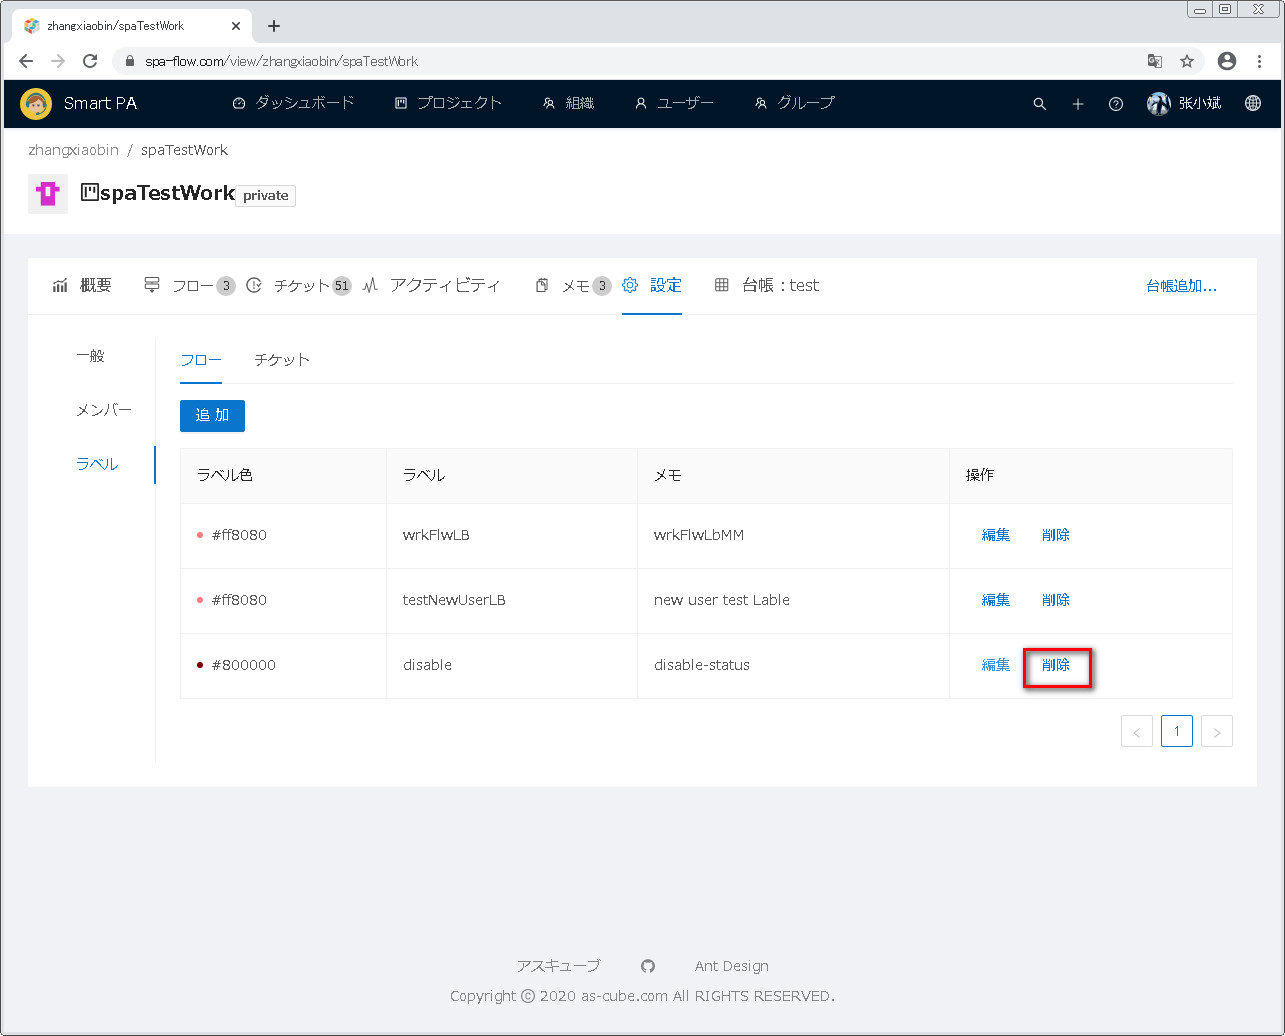 zhangxiaobin/spaTestWork
spa-flow.com/view/zhangxiaobin/spaTestWork
Smart PA ダッシュボード プロジェクト 組織 ユーザー グループ 张小斌
zhangxiaobin / spaTestWork
spaTestWork private
概要 フロー 3 チケット 51 アクティビティ メモ 3 設定 台帳：test 台帳追加...
一般
メンバー
ラベル
フロー チケット
追 加
ラベル色 ラベル メモ 操作
#ff8080 wrkFlwLB wrkFlwLbMM 編集 削除
#ff8080 testNewUserLB new user test Lable 編集 削除
#800000 disable disable-status 編集 削除
< 1 >
アスキューブ Ant Design
Copyright © 2020 as-cube.com All RIGHTS RESERVED.